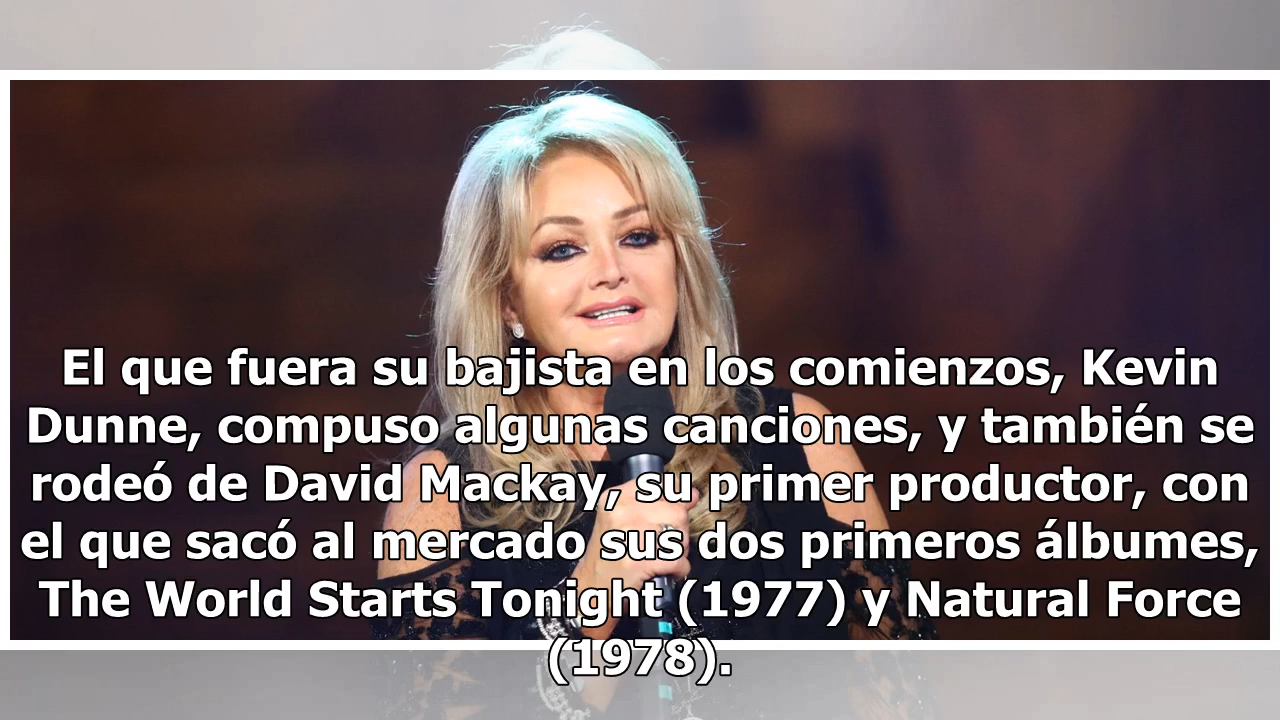 El que fuera su bajista en los comienzos, Kevin
Dunne, compuso algunas canciones, y también se
rodeó de David Mackay, su primer productor, con
el que sacó al mercado sus dos primeros álbumes,
The World Starts Tonight (1977) y Natural Force
(1978).